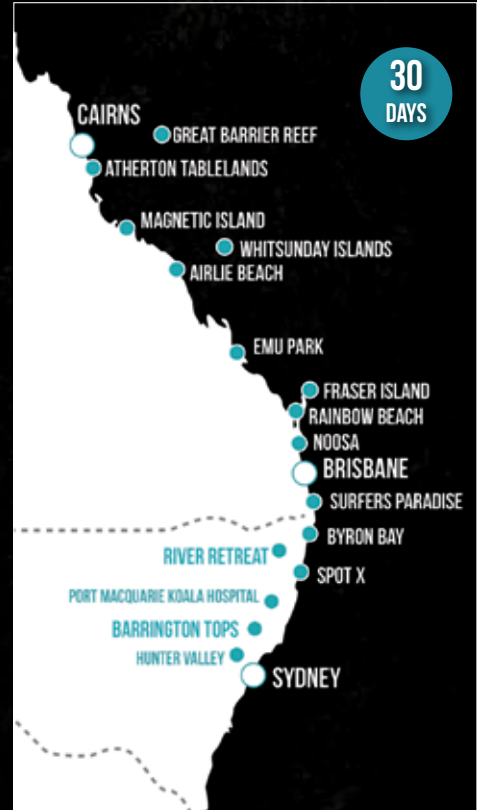 30
DAYS
CAIRNS
GREAT BARRIER REEF
ATHERTON TABLELANDS
MAGNETIC ISLAND
WHITSUNDAY ISLANDS
AIRLIE BEACH
EMU PARK
FRASER ISLAND
RAINBOW BEACH
NOOSA
BRISBANE
SURFERS PARADISE
BYRON BAY
RIVER RETREAT
SPOT X
PORT MACQUARIE KOALA HOSPITAL
BARRINGTON TOPS
HUNTER VALLEY
SYDNEY